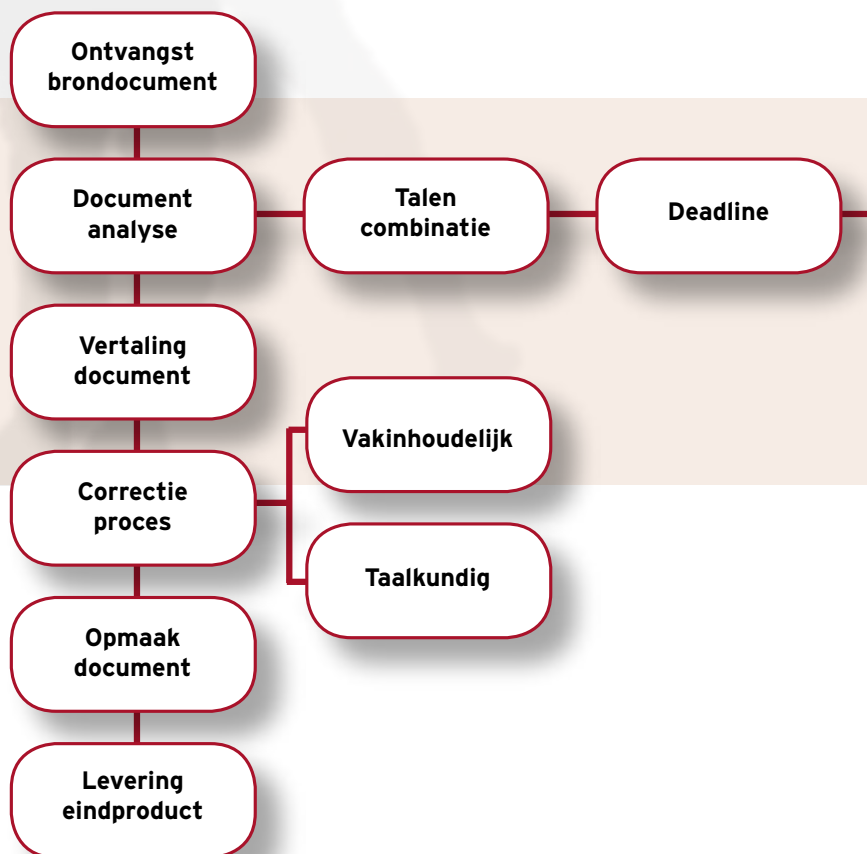 Ontvangst
brondocument
Document
analyse
Talen
combinatie
Deadline
Vertaling
document
Vakinhoudelijk
Correctie
proces
Taalkundig
Opmaak
document
Levering
eindproduct